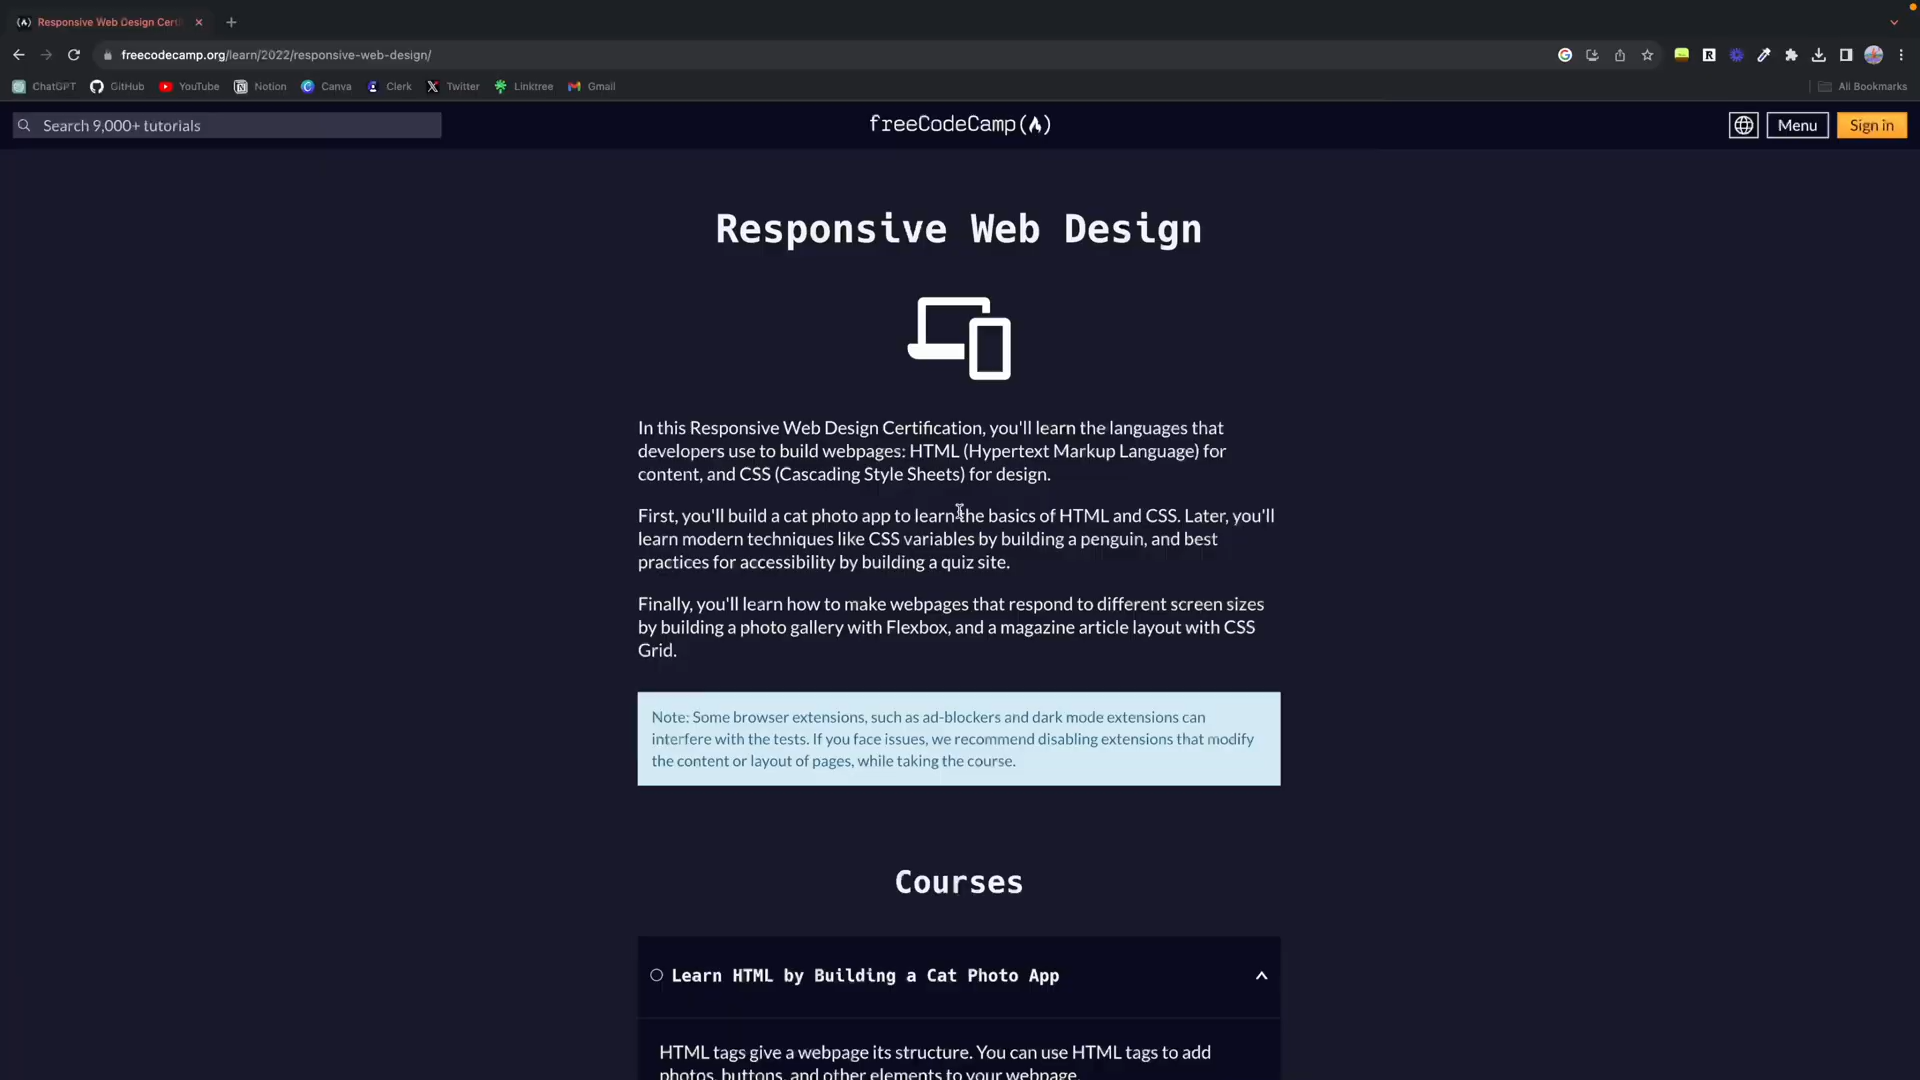 Responsive Web Design Cert
freecodecamp.org/learn/2022/responsive-web-design/
ChatGPT GitHub YouTube Notion Canva Clerk Twitter Linktree Gmail All Bookmarks
Search 9,000+ tutorials freeCodeCamp Menu Sign in
Responsive Web Design
In this Responsive Web Design Certification, you'll learn the languages that
developers use to build webpages: HTML (Hypertext Markup Language) for
content, and CSS (Cascading Style Sheets) for design.
First, you'll build a cat photo app to learn the basics of HTML and CSS. Later, you'll
learn modern techniques like CSS variables by building a penguin, and best
practices for accessibility by building a quiz site.
Finally, you'll learn how to make webpages that respond to different screen sizes
by building a photo gallery with Flexbox, and a magazine article layout with CSS
Grid.
Note: Some browser extensions, such as ad-blockers and dark mode extensions can
interfere with the tests. If you face issues, we recommend disabling extensions that modify
the content or layout of pages, while taking the course.
Courses
Learn HTML by Building a Cat Photo App
HTML tags give a webpage its structure. You can use HTML tags to add
photos, buttons, and other elements to your webpage.